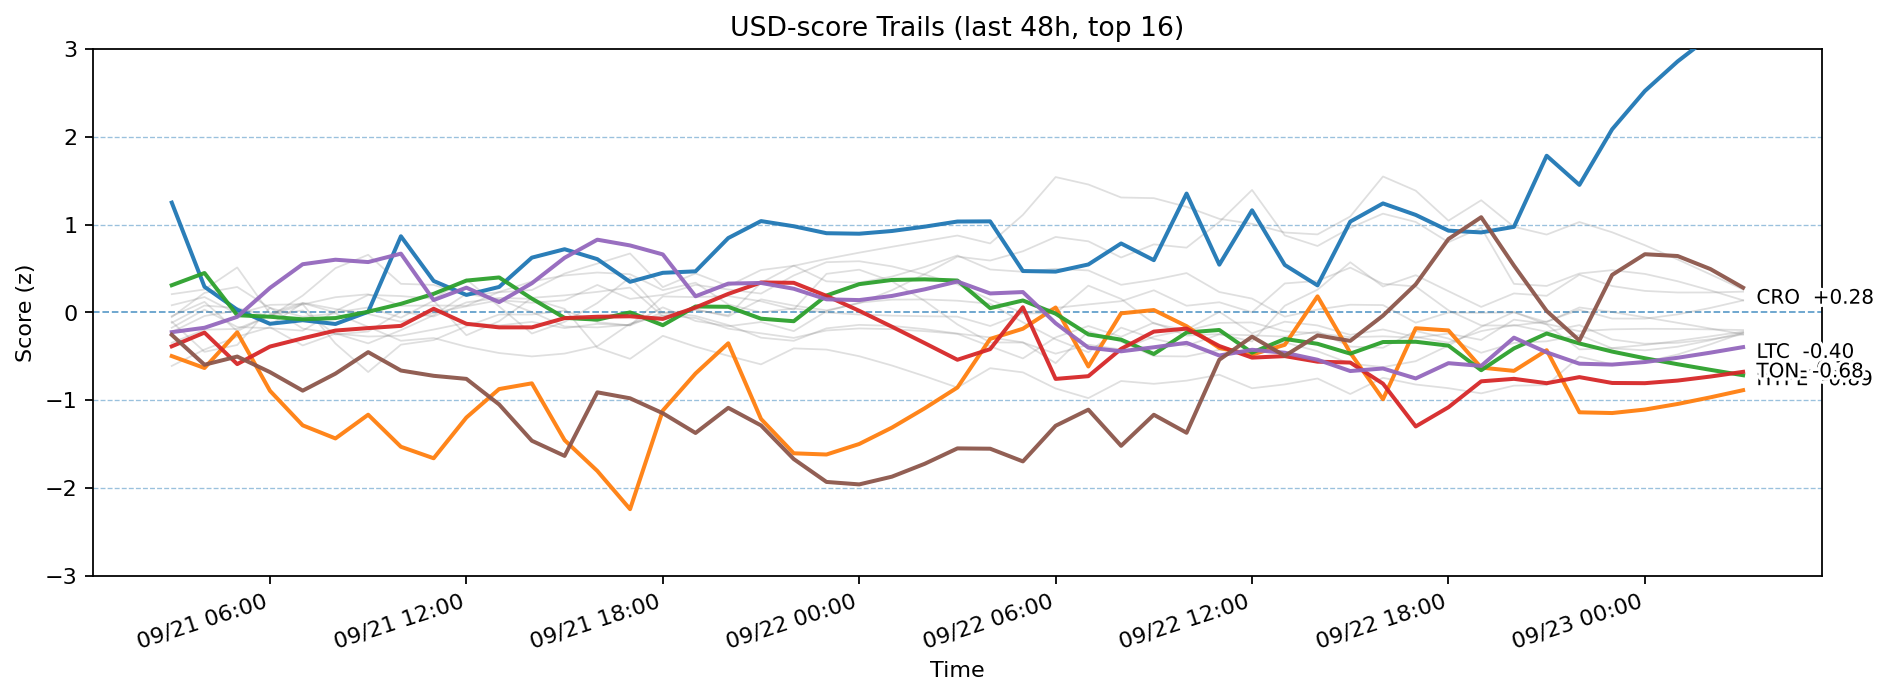 USD-score Trails (last 48h, top 16)
Score (z)
3
2
1
0
−1
−2
−3
CRO +0.28
LTC -0.40
TON -0.68
09/21 06:00
09/21 12:00
09/21 18:00
09/22 00:00
09/22 06:00
09/22 12:00
09/22 18:00
09/23 00:00
Time